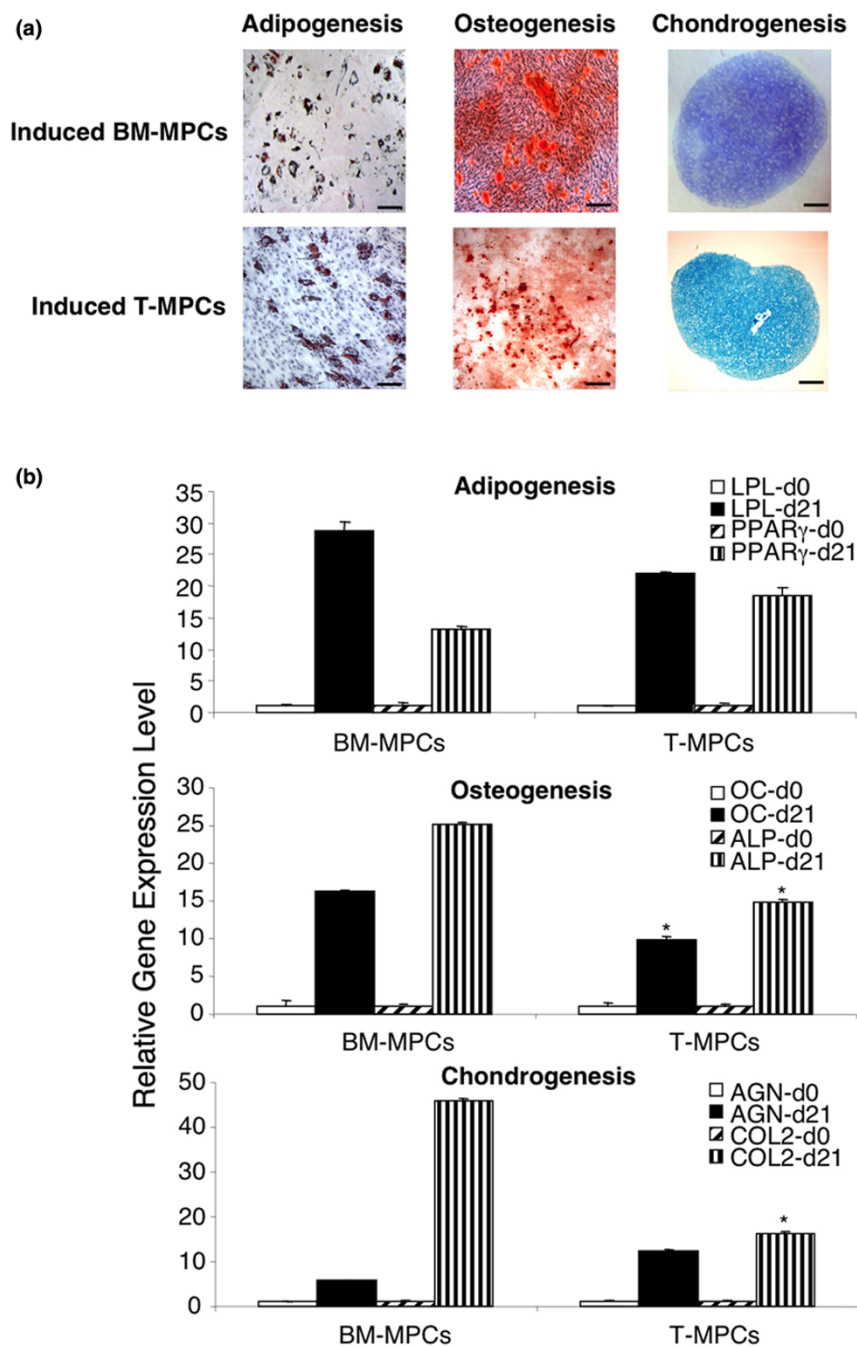 (a)
Adipogenesis Osteogenesis Chondrogenesis
Induced BM-MPCs
Induced T-MPCs
(b)
Relative Gene Expression Level
Adipogenesis
LPL-d0
LPL-d21
PPARγ-d0
PPARγ-d21
35
30
25
20
15
10
5
0
BM-MPCs T-MPCs
Osteogenesis
OC-d0
OC-d21
ALP-d0
ALP-d21
30
25
20
15
10
5
0
* *
BM-MPCs T-MPCs
Chondrogenesis
AGN-d0
AGN-d21
COL2-d0
COL2-d21
50
40
30
20
10
0
*
BM-MPCs T-MPCs